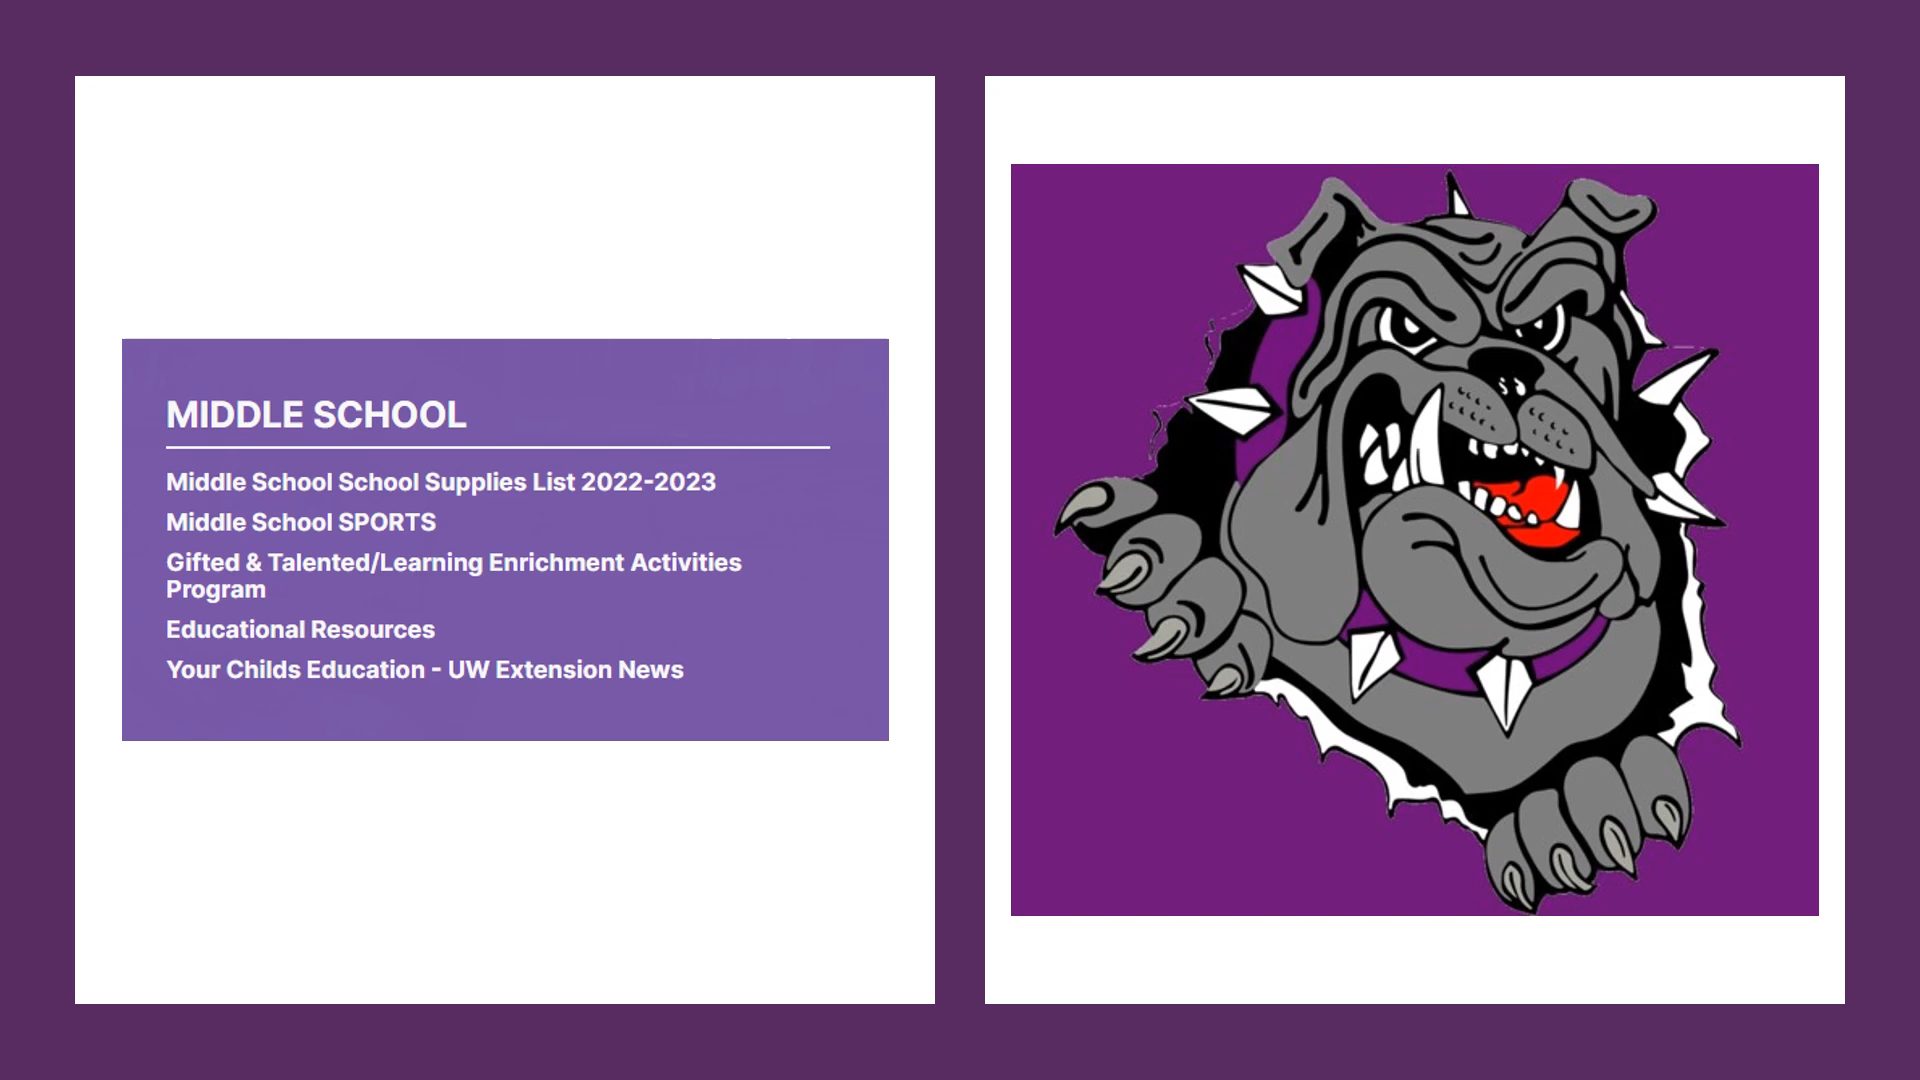 MIDDLE SCHOOL
Middle School School Supplies List 2022-2023
Middle School SPORTS
Gifted & Talented/Learning Enrichment Activities
Program
Educational Resources
Your Childs Education - UW Extension News